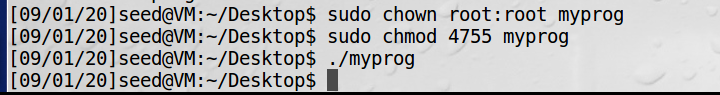 [09/01/20]seed@VM:~/Desktop$ sudo chown root:root myprog
[09/01/20]seed@VM:~/Desktop$ sudo chmod 4755 myprog
[09/01/20]seed@VM:~/Desktop$ ./myprog
[09/01/20]seed@VM:~/Desktop$